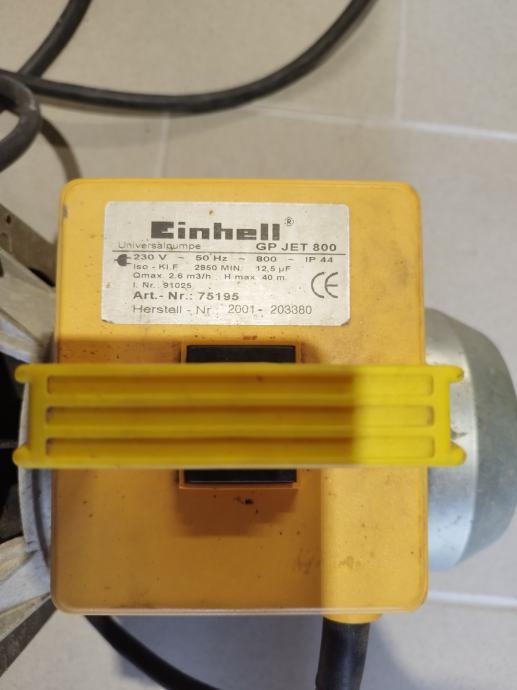 Einhell®
Universalpumpe GP JET 800
230 V ~ 50 Hz ~ 800 - IP 44
Iso - Kl.F 2850 MIN. 12,5 µF
Qmax. 2.6 m3/h H max. 40 m.
I. Nr.: 91025
Art.- Nr.: 75195
Herstell - Nr 2001- 203380
CE